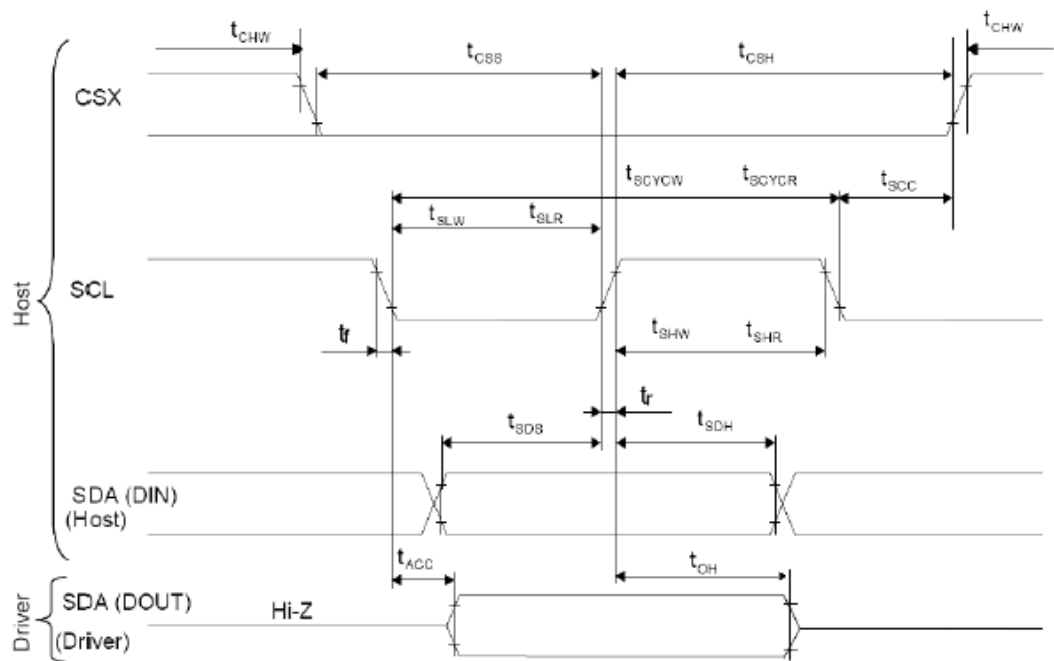 tCHW
tCHW
tCSS
tCSH
CSX
tSCYCW tSCYCR
tSCC
tSLW tSLR
SCL
Host
tf
tSHW tSHR
tr
tSDS
tSDH
SDA (DIN)
(Host)
tACC
tOH
SDA (DOUT)
Hi-Z
(Driver)
Driver